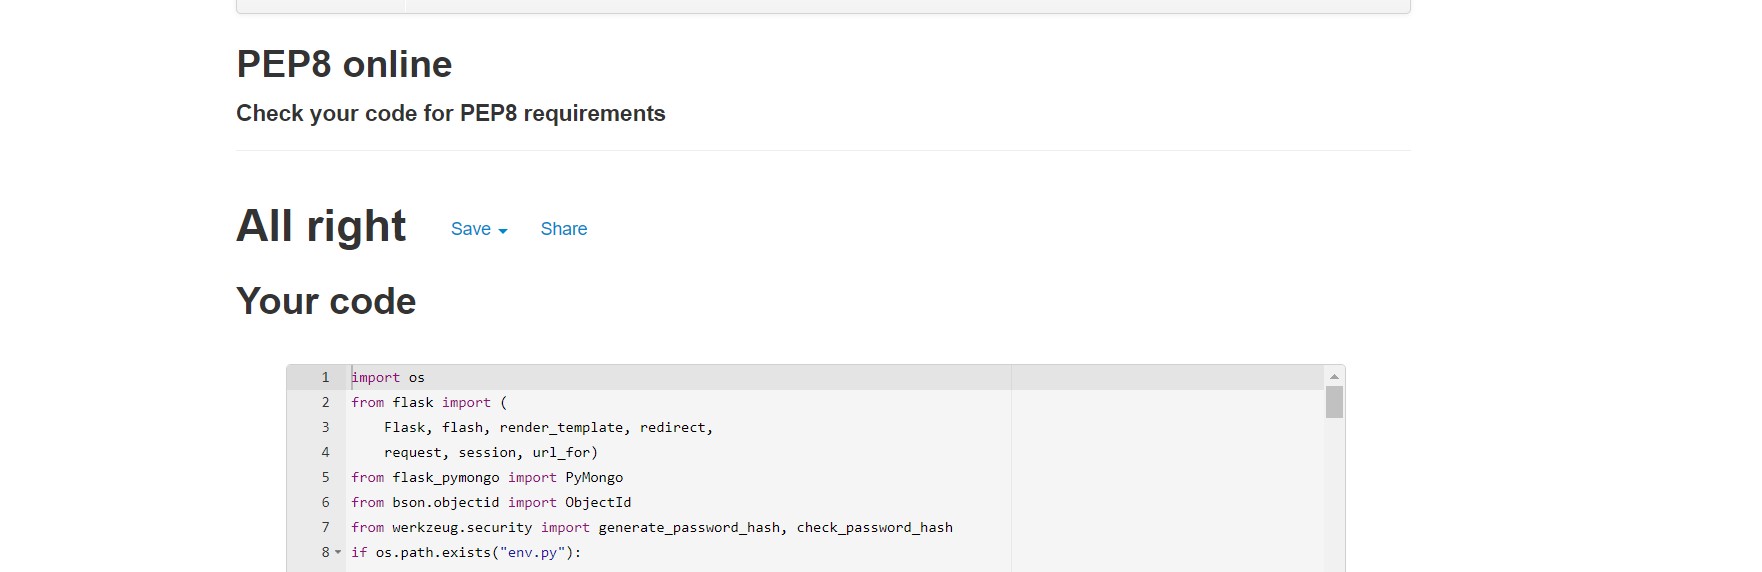 PEP8 online
Check your code for PEP8 requirements
All right Save Share
Your code
1 import os
2 from flask import (
3     Flask, flash, render_template, redirect,
4     request, session, url_for)
5 from flask_pymongo import PyMongo
6 from bson.objectid import ObjectId
7 from werkzeug.security import generate_password_hash, check_password_hash
8 if os.path.exists("env.py"):